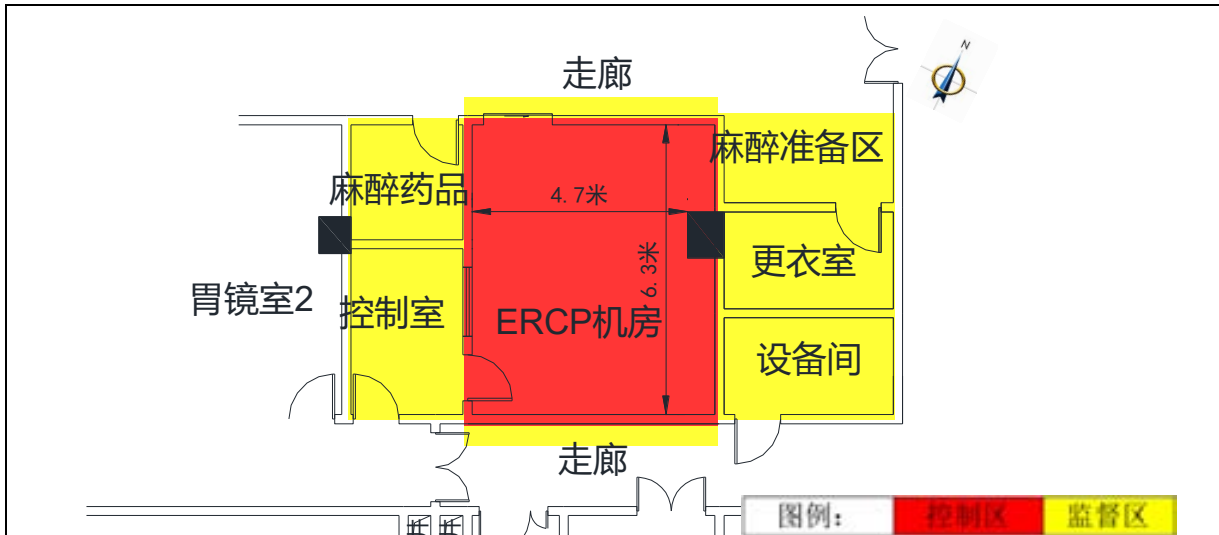 走廊
N
麻醉准备区
麻醉药品
4.7米
6.3米
更衣室
胃镜室2
控制室
ERCP机房
设备间
走廊
图例：
控制区
监督区